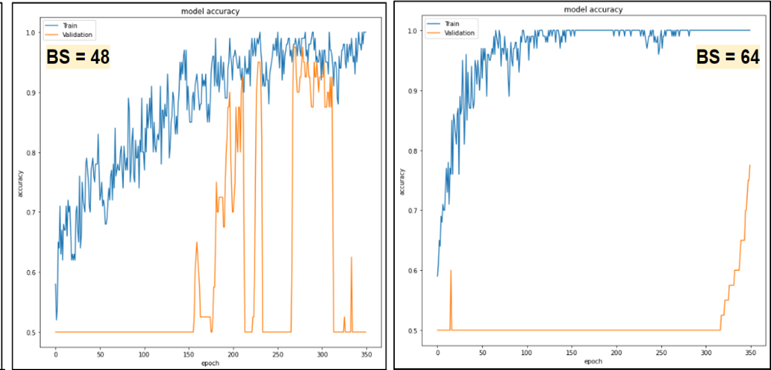 model accuracy
Train
Validation
BS = 48
1.0
0.9
0.8
0.7
0.6
0.5
accuracy
0
50
100
150
200
250
300
350
epoch
model accuracy
Train
Validation
BS = 64
1.0
0.9
0.8
0.7
0.6
0.5
accuracy
0
50
100
150
200
250
300
350
epoch